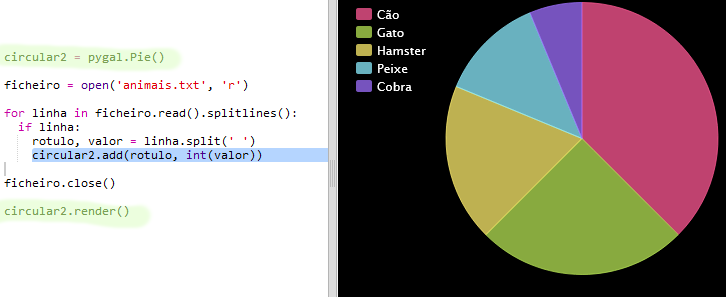 circular2 = pygal.Pie()
ficheiro = open('animais.txt', 'r')
for linha in ficheiro.read().splitlines():
if linha:
rotulo, valor = linha.split(' ')
circular2.add(rotulo, int(valor))
ficheiro.close()
circular2.render()
Cão
Gato
Hamster
Peixe
Cobra